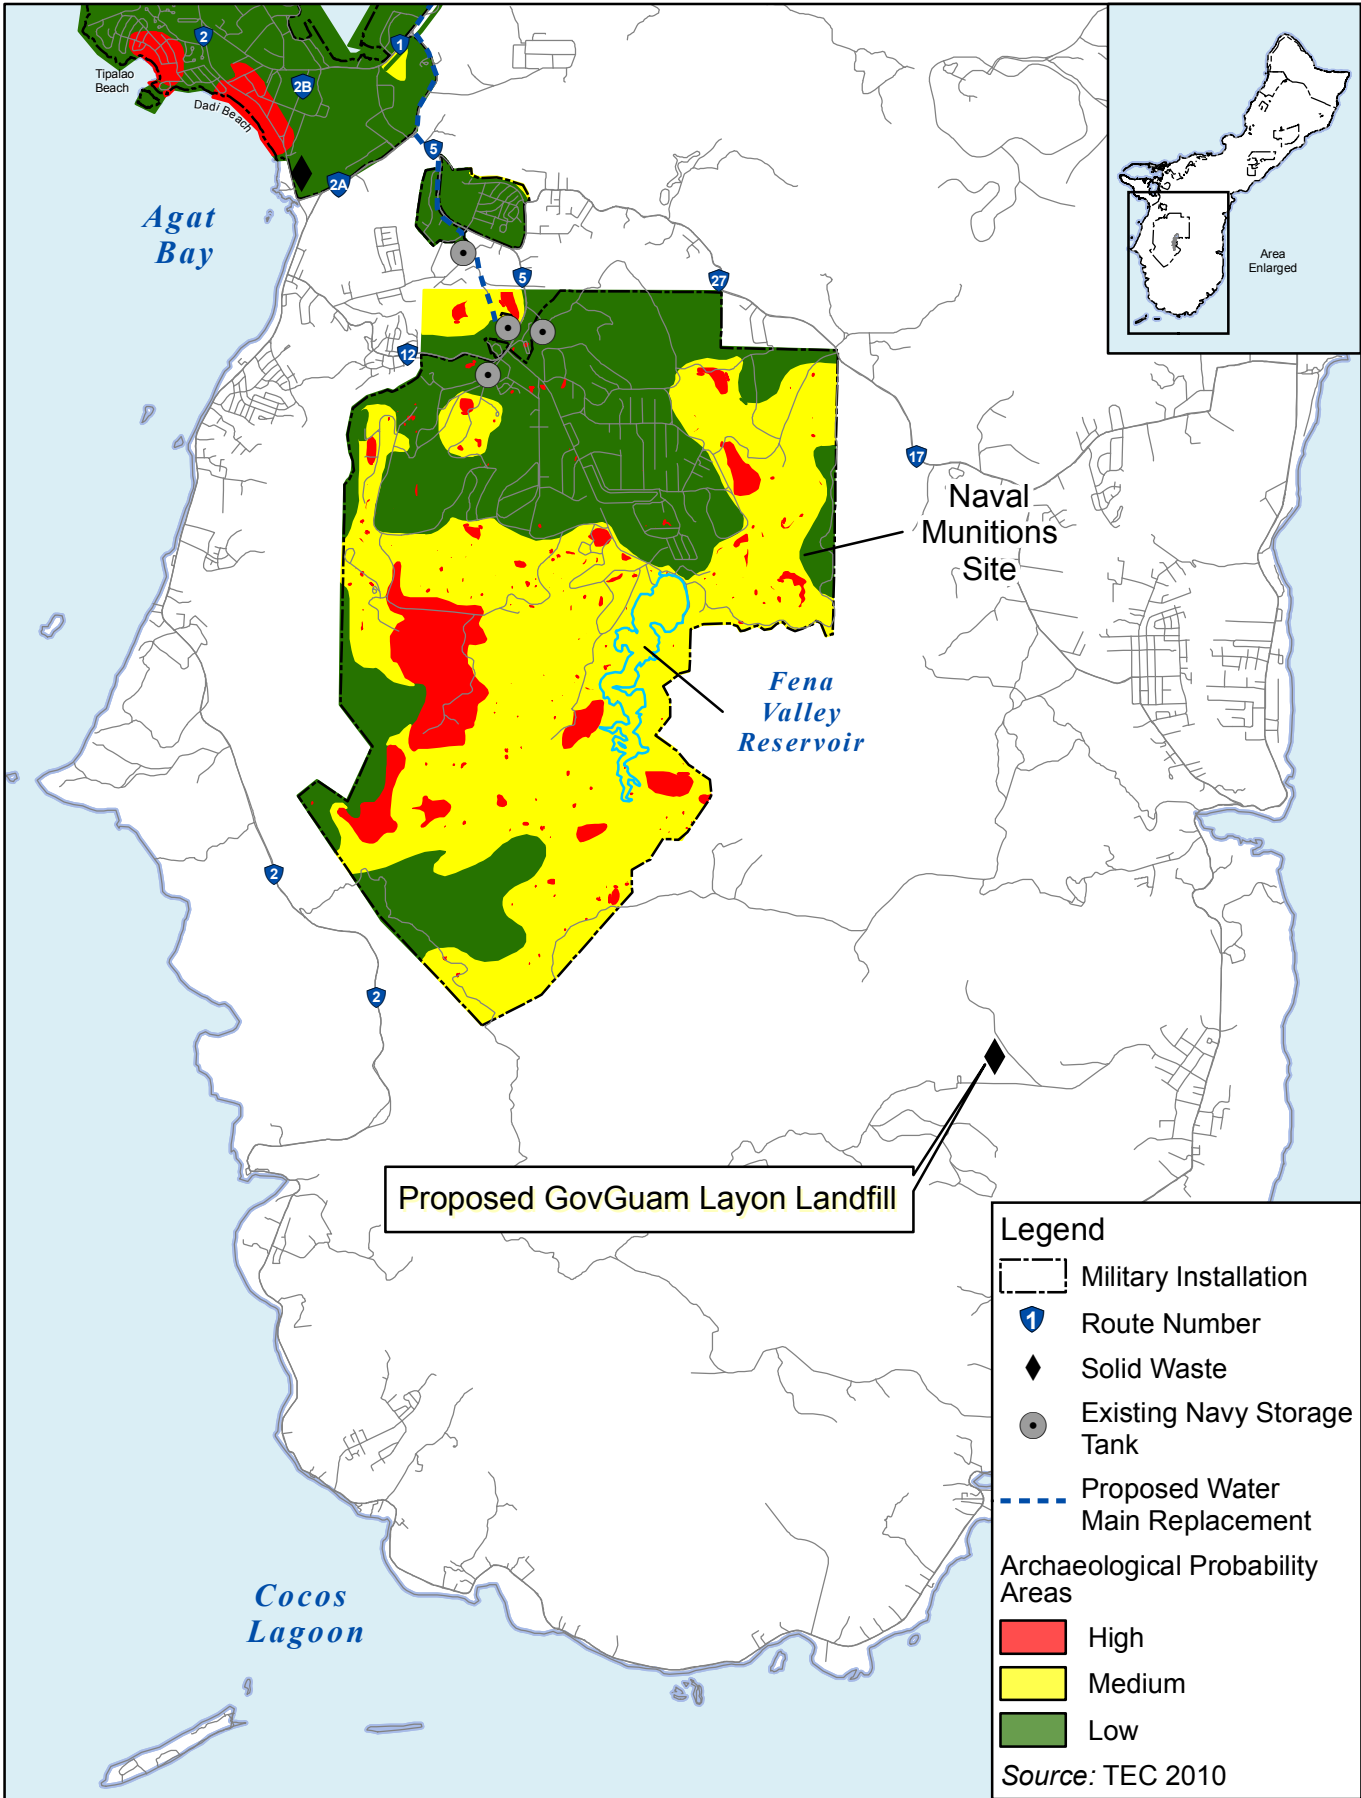 2
1
Tipalao
Beach
2B
Dadi Beach
5
2A
Agat
Bay
Area
Enlarged
5
27
12
17
Naval
Munitions
Site
Fena
Valley
Reservoir
2
2
Proposed GovGuam Layon Landfill
Cocos
Lagoon
Legend
Military Installation
1 Route Number
Solid Waste
Existing Navy Storage
Tank
Proposed Water
Main Replacement
Archaeological Probability
Areas
High
Medium
Low
Source: TEC 2010